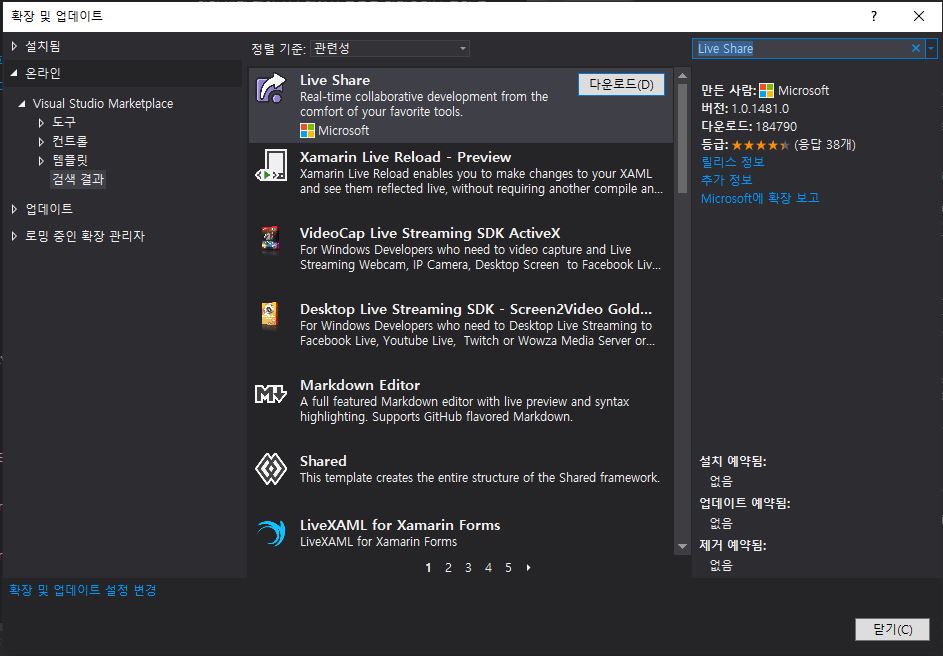 확장 및 업데이트
설치됨
온라인
Visual Studio Marketplace
도구
컨트롤
템플릿
검색 결과
업데이트
로밍 중인 확장 관리자
정렬 기준: 관련성
Live Share
다운로드(D)
Real-time collaborative development from the
comfort of your favorite tools.
Microsoft
Xamarin Live Reload - Preview
Xamarin Live Reload enables you to make changes to your XAML
and see them reflected live, without requiring another compile an...
VideoCap Live Streaming SDK ActiveX
For Windows Developers who need to video capture and Live
Streaming Webcam, IP Camera, Desktop Screen to Facebook Liv...
Desktop Live Streaming SDK - Screen2Video Gold...
For Windows Developers who need to Desktop Live Streaming to
Facebook Live, Youtube Live, Twitch or Wowza Media Server or...
Markdown Editor
A full featured Markdown editor with live preview and syntax
highlighting. Supports GitHub flavored Markdown.
Shared
This template creates the entire structure of the Shared framework.
LiveXAML for Xamarin Forms
LiveXAML for Xamarin Forms
1 2 3 4 5
Live Share
만든 사람: Microsoft
버전: 1.0.1481.0
다운로드: 184790
등급: (응답 38개)
릴리스 정보
추가 정보
Microsoft에 확장 보고
설치 예약됨:
없음
업데이트 예약됨:
없음
제거 예약됨:
없음
확장 및 업데이트 설정 변경
닫기(C)